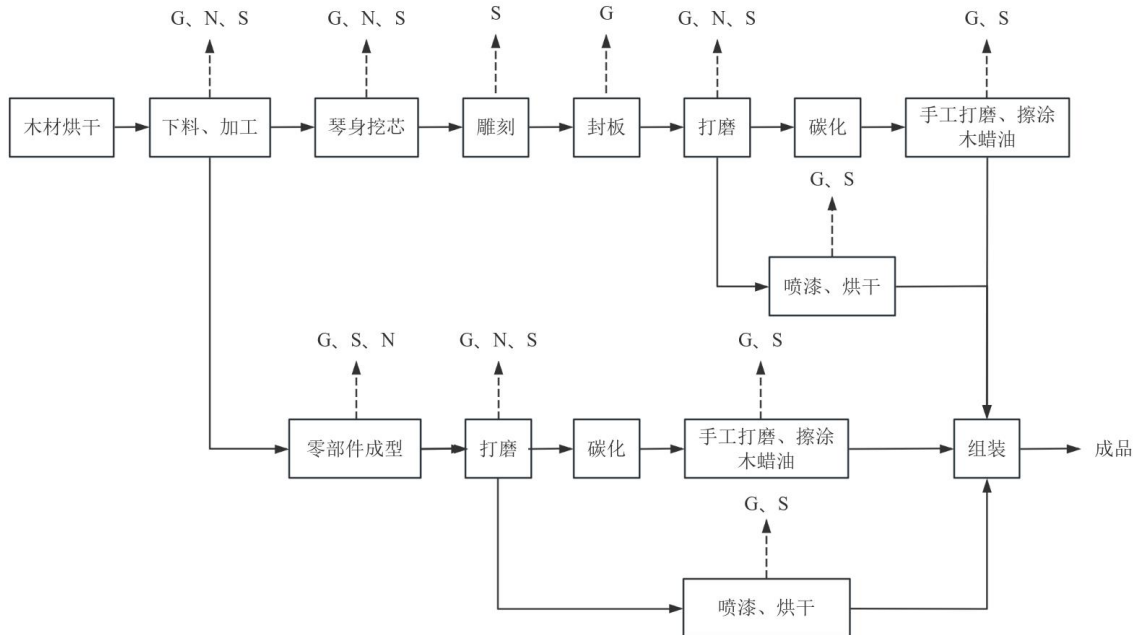 G、N、S
G、N、S
S
G
G、N、S
G、S
木材烘干
下料、加工
琴身挖芯
雕刻
封板
打磨
碳化
手工打磨、擦涂
木蜡油
G、S
喷漆、烘干
G、S、N
G、N、S
G、S
零部件成型
打磨
碳化
手工打磨、擦涂
木蜡油
组装
成品
G、S
喷漆、烘干